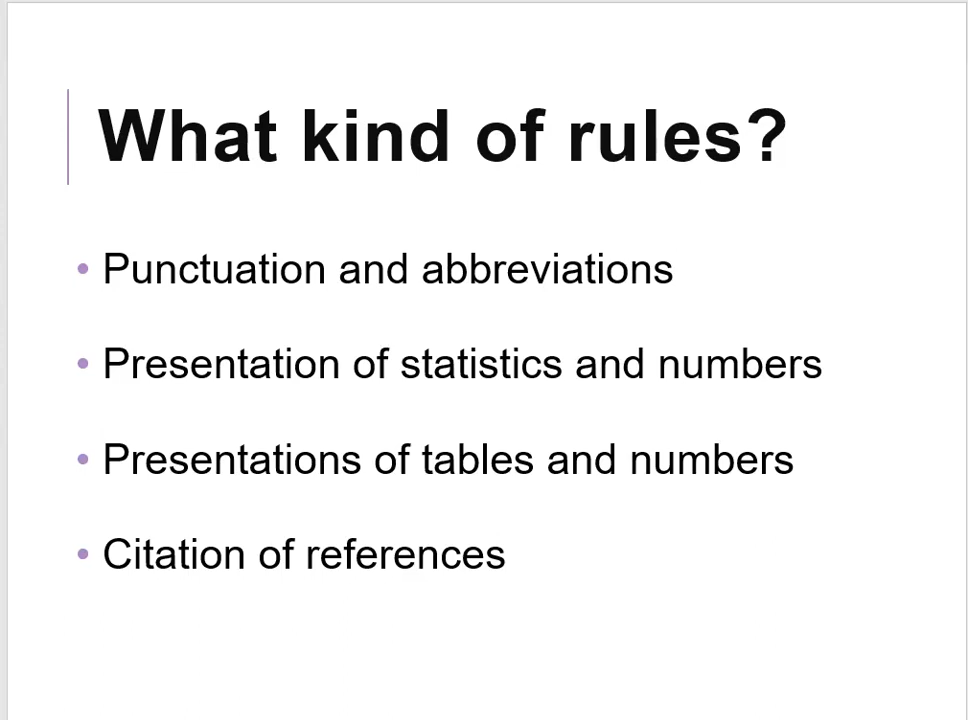 What kind of rules?
• Punctuation and abbreviations
• Presentation of statistics and numbers
• Presentations of tables and numbers
• Citation of references